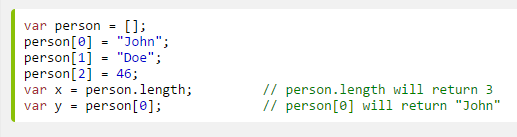 var person = [];
person[0] = "John";
person[1] = "Doe";
person[2] = 46;
var x = person.length;         // person.length will return 3
var y = person[0];             // person[0] will return "John"